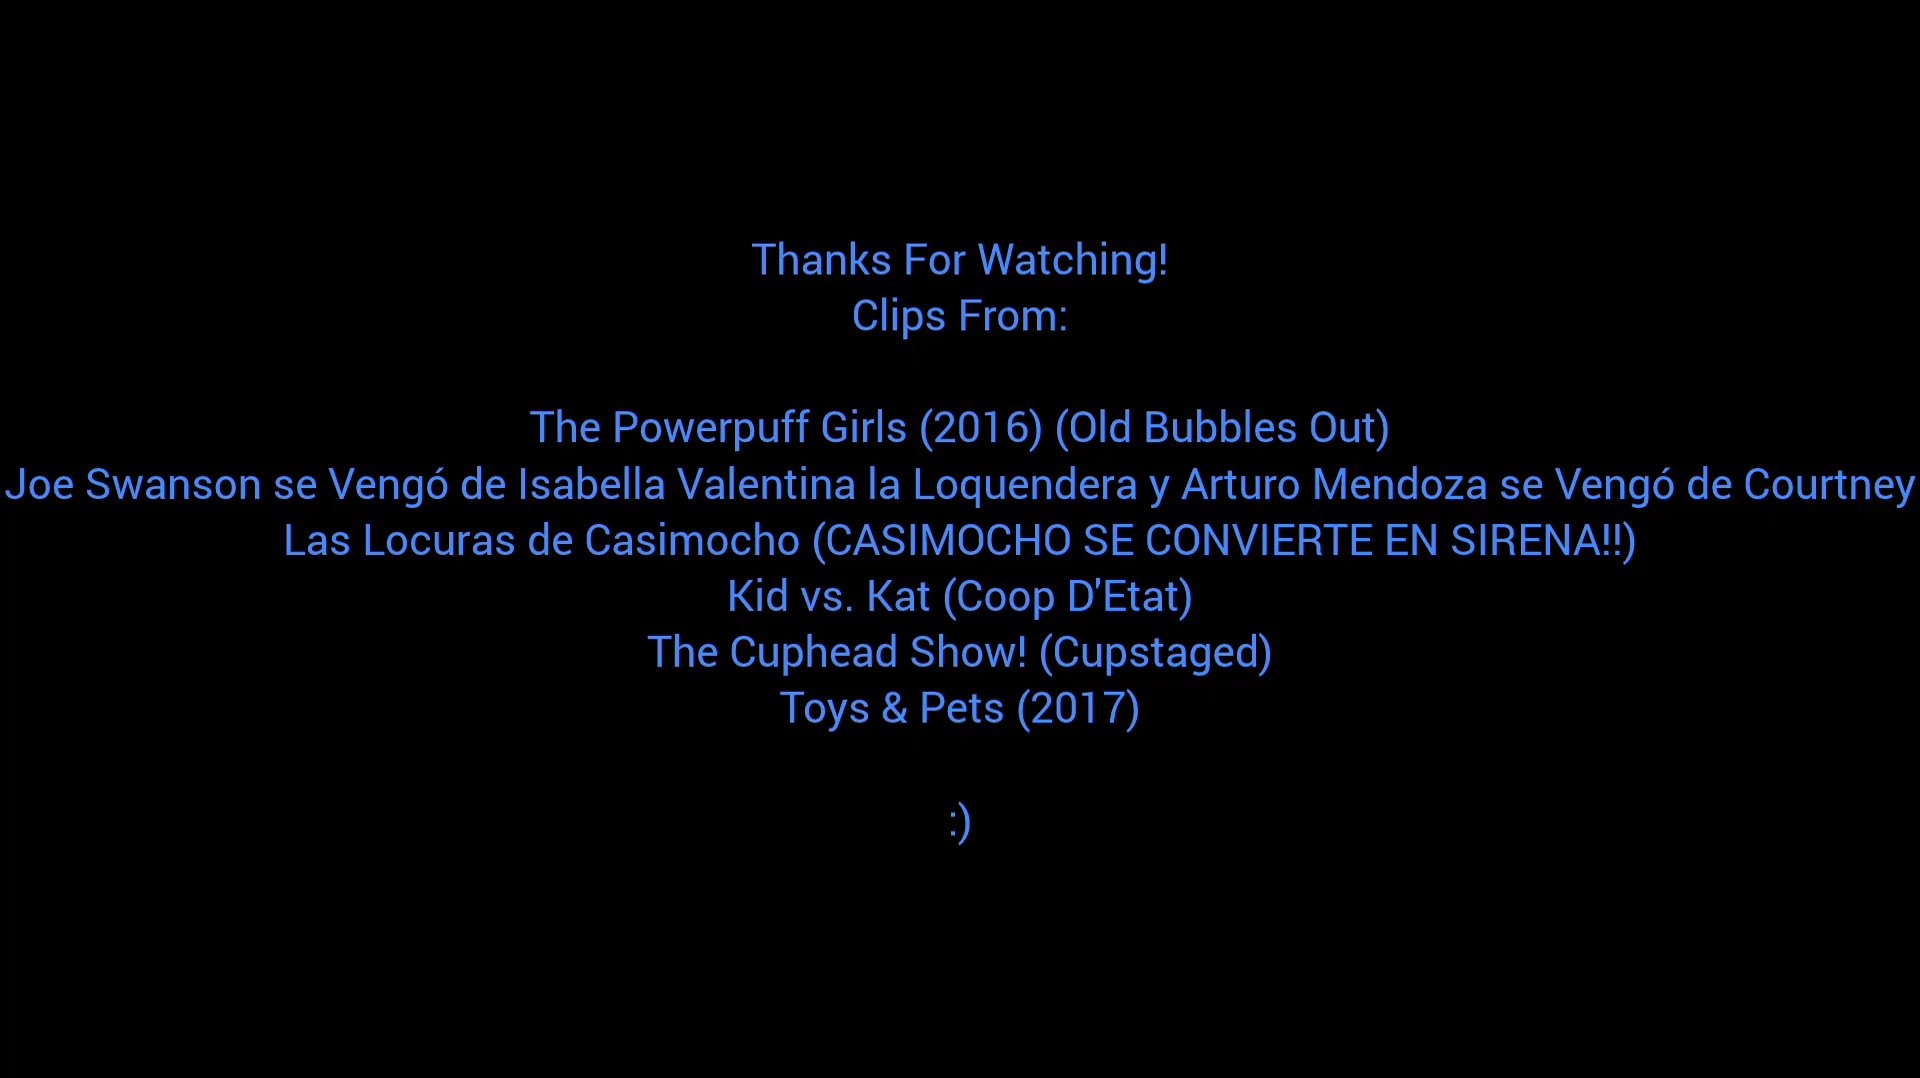 Thanks For Watching!
Clips From:
The Powerpuff Girls (2016) (Old Bubbles Out)
Joe Swanson se Vengó de Isabella Valentina la Loquendera y Arturo Mendoza se Vengó de Courtney
Las Locuras de Casimocho (CASIMOCHO SE CONVIERTE EN SIRENA!!)
Kid vs. Kat (Coop D'Etat)
The Cuphead Show! (Cupstaged)
Toys & Pets (2017)
:)